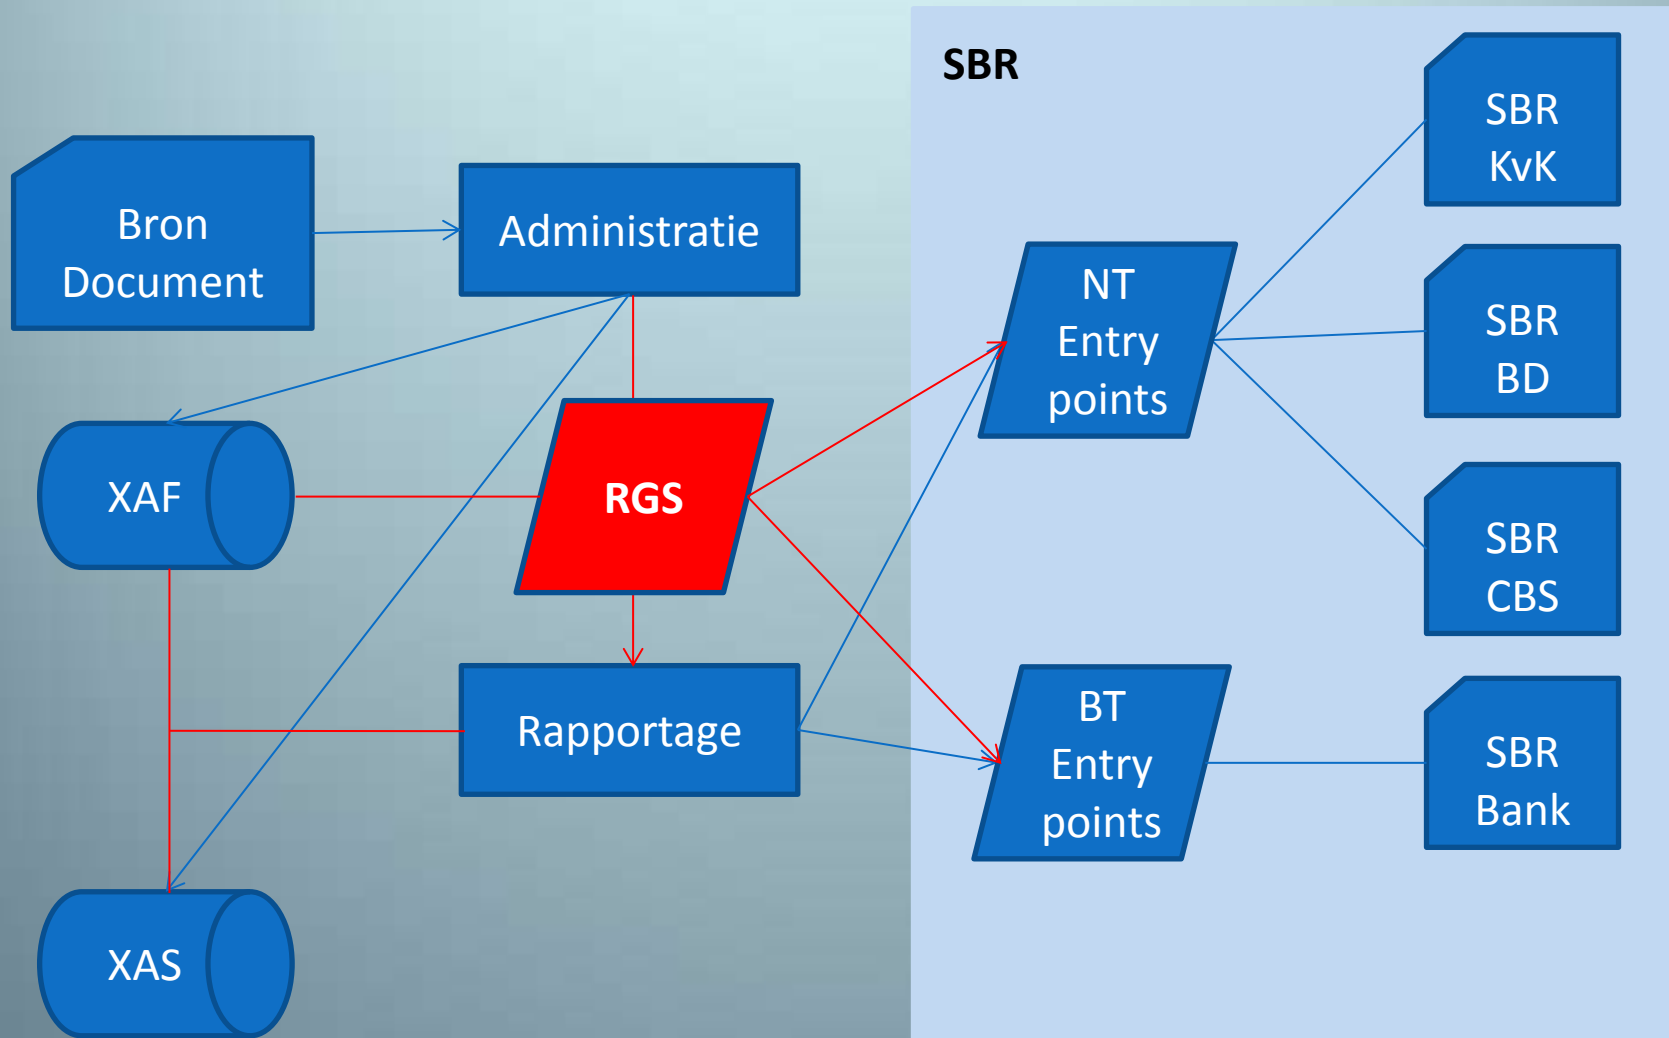 SBR
Bron
Document
Administratie
XAF
RGS
Rapportage
XAS
NT
Entry
points
BT
Entry
points
SBR
KvK
SBR
BD
SBR
CBS
SBR
Bank